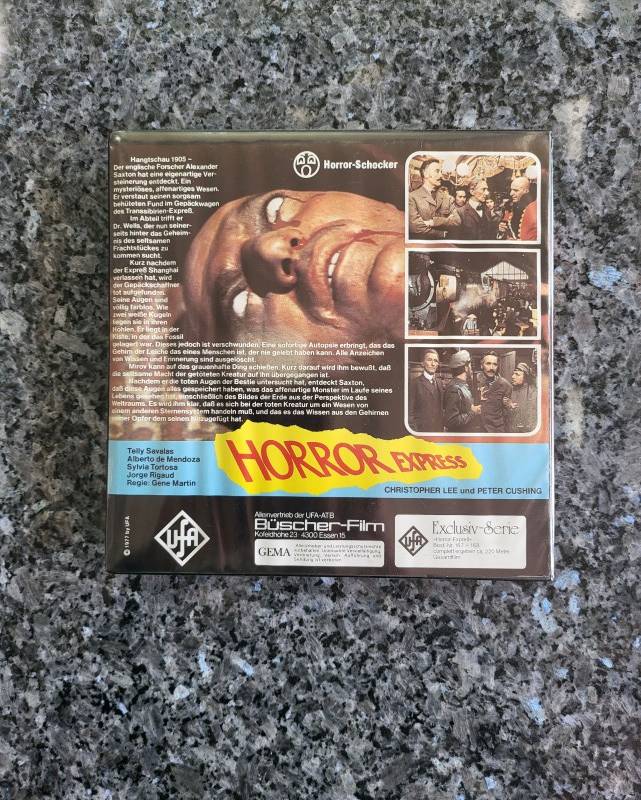 Hangtschau 1905 –
Der englische Forscher Alexander
Saxton hat eine eigenartige Ver-
steinerung entdeckt. Ein
mysteriöses, affenartiges Wesen.
Er verstaut seinen sorgsam
behüteten Fund im Gepäckwagen
des Transsibirien-Expreß.
Im Abteil trifft er
Dr. Wells, der nun seiner-
seits hinter das Geheim-
nis des seltsamen
Frachtstückes zu
kommen sucht.
Kurz nachdem
der Expreß Shanghai
verlassen hat, wird
der Gepäckschaffner
tot aufgefunden.
Seine Augen sind
völlig farblos. Wie
zwei weiße Kugeln
liegen sie in ihren
Höhlen. Er liegt in der
Kiste, in der das Fossil
gelagert war. Dieses jedoch ist verschwunden. Eine sofortige Autopsie erbringt, das das
Gehirn der Leiche das eines Menschen ist, der nie gelebt haben kann. Alle Anzeichen
von Wissen und Erinnerung sind ausgelöscht.
Mirov kann auf das grauenhafte Ding schießen. Kurz darauf wird ihm bewußt, daß
die seltsame Macht der getöteten Kreatur auf ihn übergegangen ist.
Nachdem er die toten Augen der Bestie untersucht hat, entdeckt Saxton,
daß diese Augen alles gespeichert haben, was das affenartige Monster im Laufe seines
Lebens gesehen hat, einschließlich des Bildes der Erde aus der Perspektive des
Weltraums. Es wird ihm klar, daß es sich bei der toten Kreatur um ein Wesen von
einem anderen Sternensystem handeln muß, und das es das Wissen aus den Gehirnen
seiner Opfer dem seinen hinzugefügt hat.
Horror-Schocker
Telly Savalas
Alberto de Mendoza
Sylvia Tortosa
Jorge Rigaud
Regie: Gene Martin
HORROR EXPRESS
CHRISTOPHER LEE und PETER CUSHING
© 1977 by UFA
UFA
Alleinvertrieb der UFA-ATB
Büscher-Film
Kofeldhöhe 23 · 4300 Essen 15
GEMA
UFA
Exclusiv-Serie